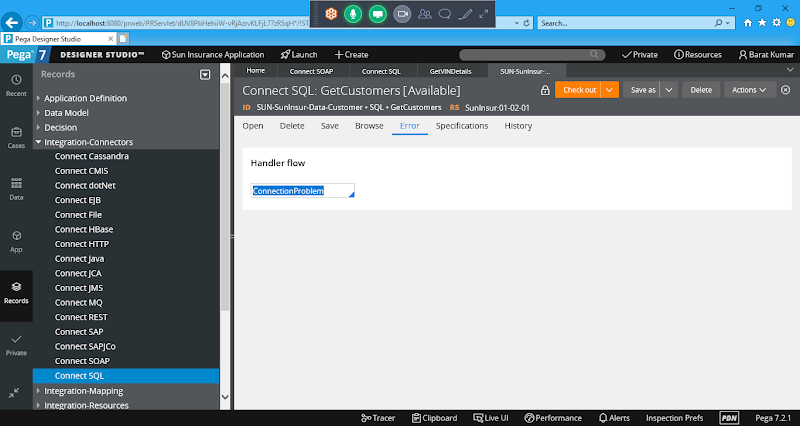 http://localhost:8080/prweb/PRServlet/
Search...
Pega Designer Studio
Pega 7 DESIGNER STUDIO™ Sun Insurance Application Launch Create Private Resources Barat Kumar
Records
Home Connect SOAP Connect SQL GetVINDetails SUN-SunInsur-...
Connect SQL: GetCustomers [Available]
Check out Save as Delete Actions
ID SUN-SunInsur-Data-Customer • SQL • GetCustomers RS SunInsur:01-02-01
Open Delete Save Browse Error Specifications History
Handler flow
ConnectionProblem
Recent
Cases
Data
App
Records
Private
Application Definition
Data Model
Decision
Integration-Connectors
Connect Cassandra
Connect CMIS
Connect dotNet
Connect EJB
Connect File
Connect HBase
Connect HTTP
Connect Java
Connect JCA
Connect JMS
Connect MQ
Connect REST
Connect SAP
Connect SAPJCo
Connect SOAP
Connect SQL
Integration-Mapping
Integration-Resources
Tracer Clipboard Live UI Performance Alerts Inspection Prefs PDN Pega 7.2.1